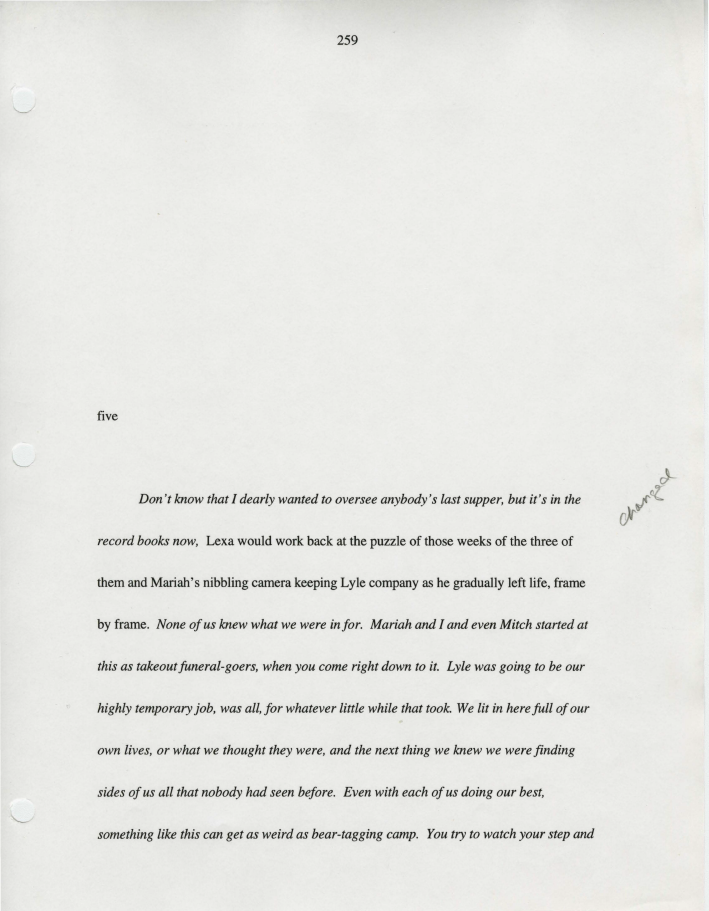 259
five
changed
Don't know that I dearly wanted to oversee anybody's last supper, but it's in the
record books now, Lexa would work back at the puzzle of those weeks of the three of
them and Mariah's nibbling camera keeping Lyle company as he gradually left life, frame
by frame. None of us knew what we were in for. Mariah and I and even Mitch started at
this as takeout funeral-goers, when you come right down to it. Lyle was going to be our
highly temporary job, was all, for whatever little while that took. We lit in here full of our
own lives, or what we thought they were, and the next thing we knew we were finding
sides of us all that nobody had seen before. Even with each of us doing our best,
something like this can get as weird as bear-tagging camp. You try to watch your step and